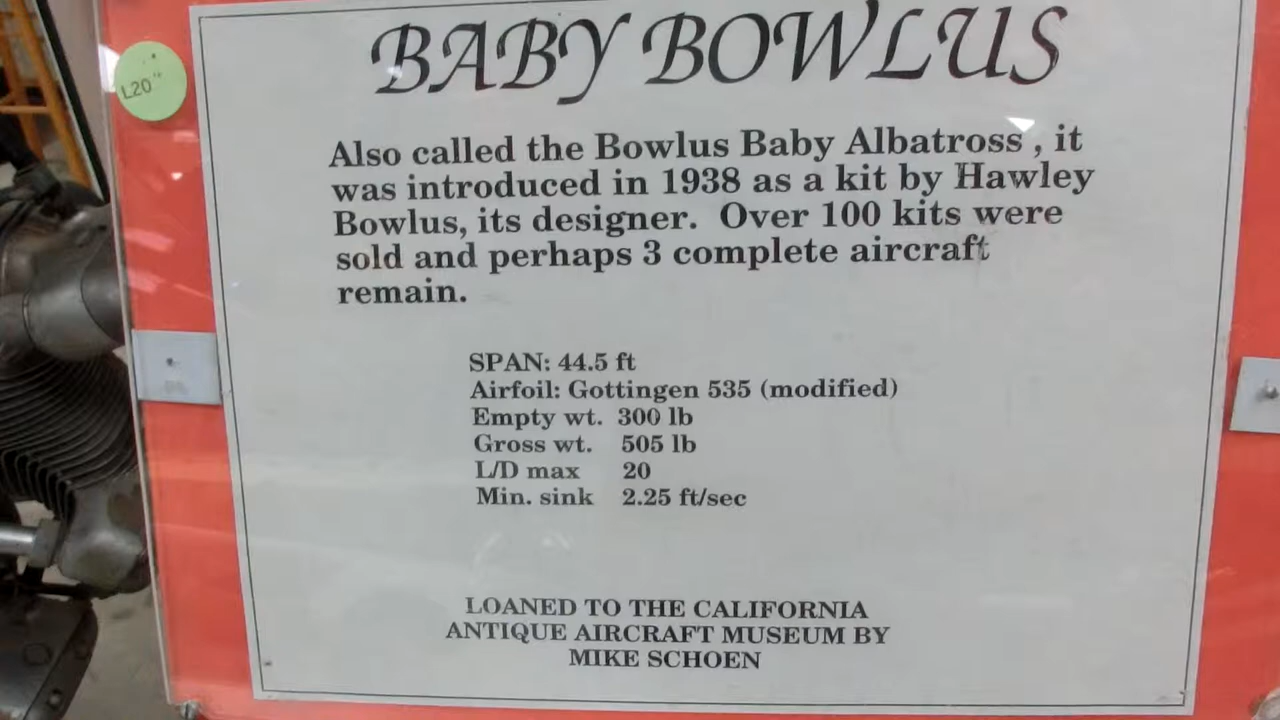 BABY BOWLUS
L20"
Also called the Bowlus Baby Albatross , it
was introduced in 1938 as a kit by Hawley
Bowlus, its designer. Over 100 kits were
sold and perhaps 3 complete aircraft
remain.
SPAN: 44.5 ft
Airfoil: Gottingen 535 (modified)
Empty wt. 300 lb
Gross wt. 505 lb
L/D max 20
Min. sink 2.25 ft/sec
LOANED TO THE CALIFORNIA
ANTIQUE AIRCRAFT MUSEUM BY
MIKE SCHOEN